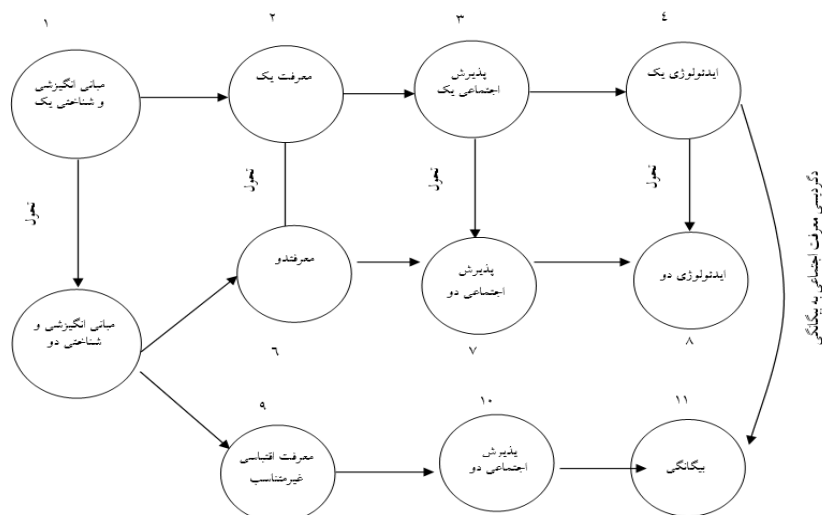 ۱
۲
۳
٤
مبانی انگیزشی
و شناختی یک
معرفت یک
پذیرش
اجتماعی یک
ایدئولوژی یک
تحول
تحول
تحول
تحول
دگردیسی معرفت اجتماعی به بیگانگی
مبانی انگیزشی و
شناختی دو
معرفتدو
پذیرش
اجتماعی دو
ایدئولوژی دو
٦
۷
۸
۹
۱۰
۱۱
معرفت اقتباسی
غیرمتناسب
پذیرش
اجتماعی دو
بیگانگی